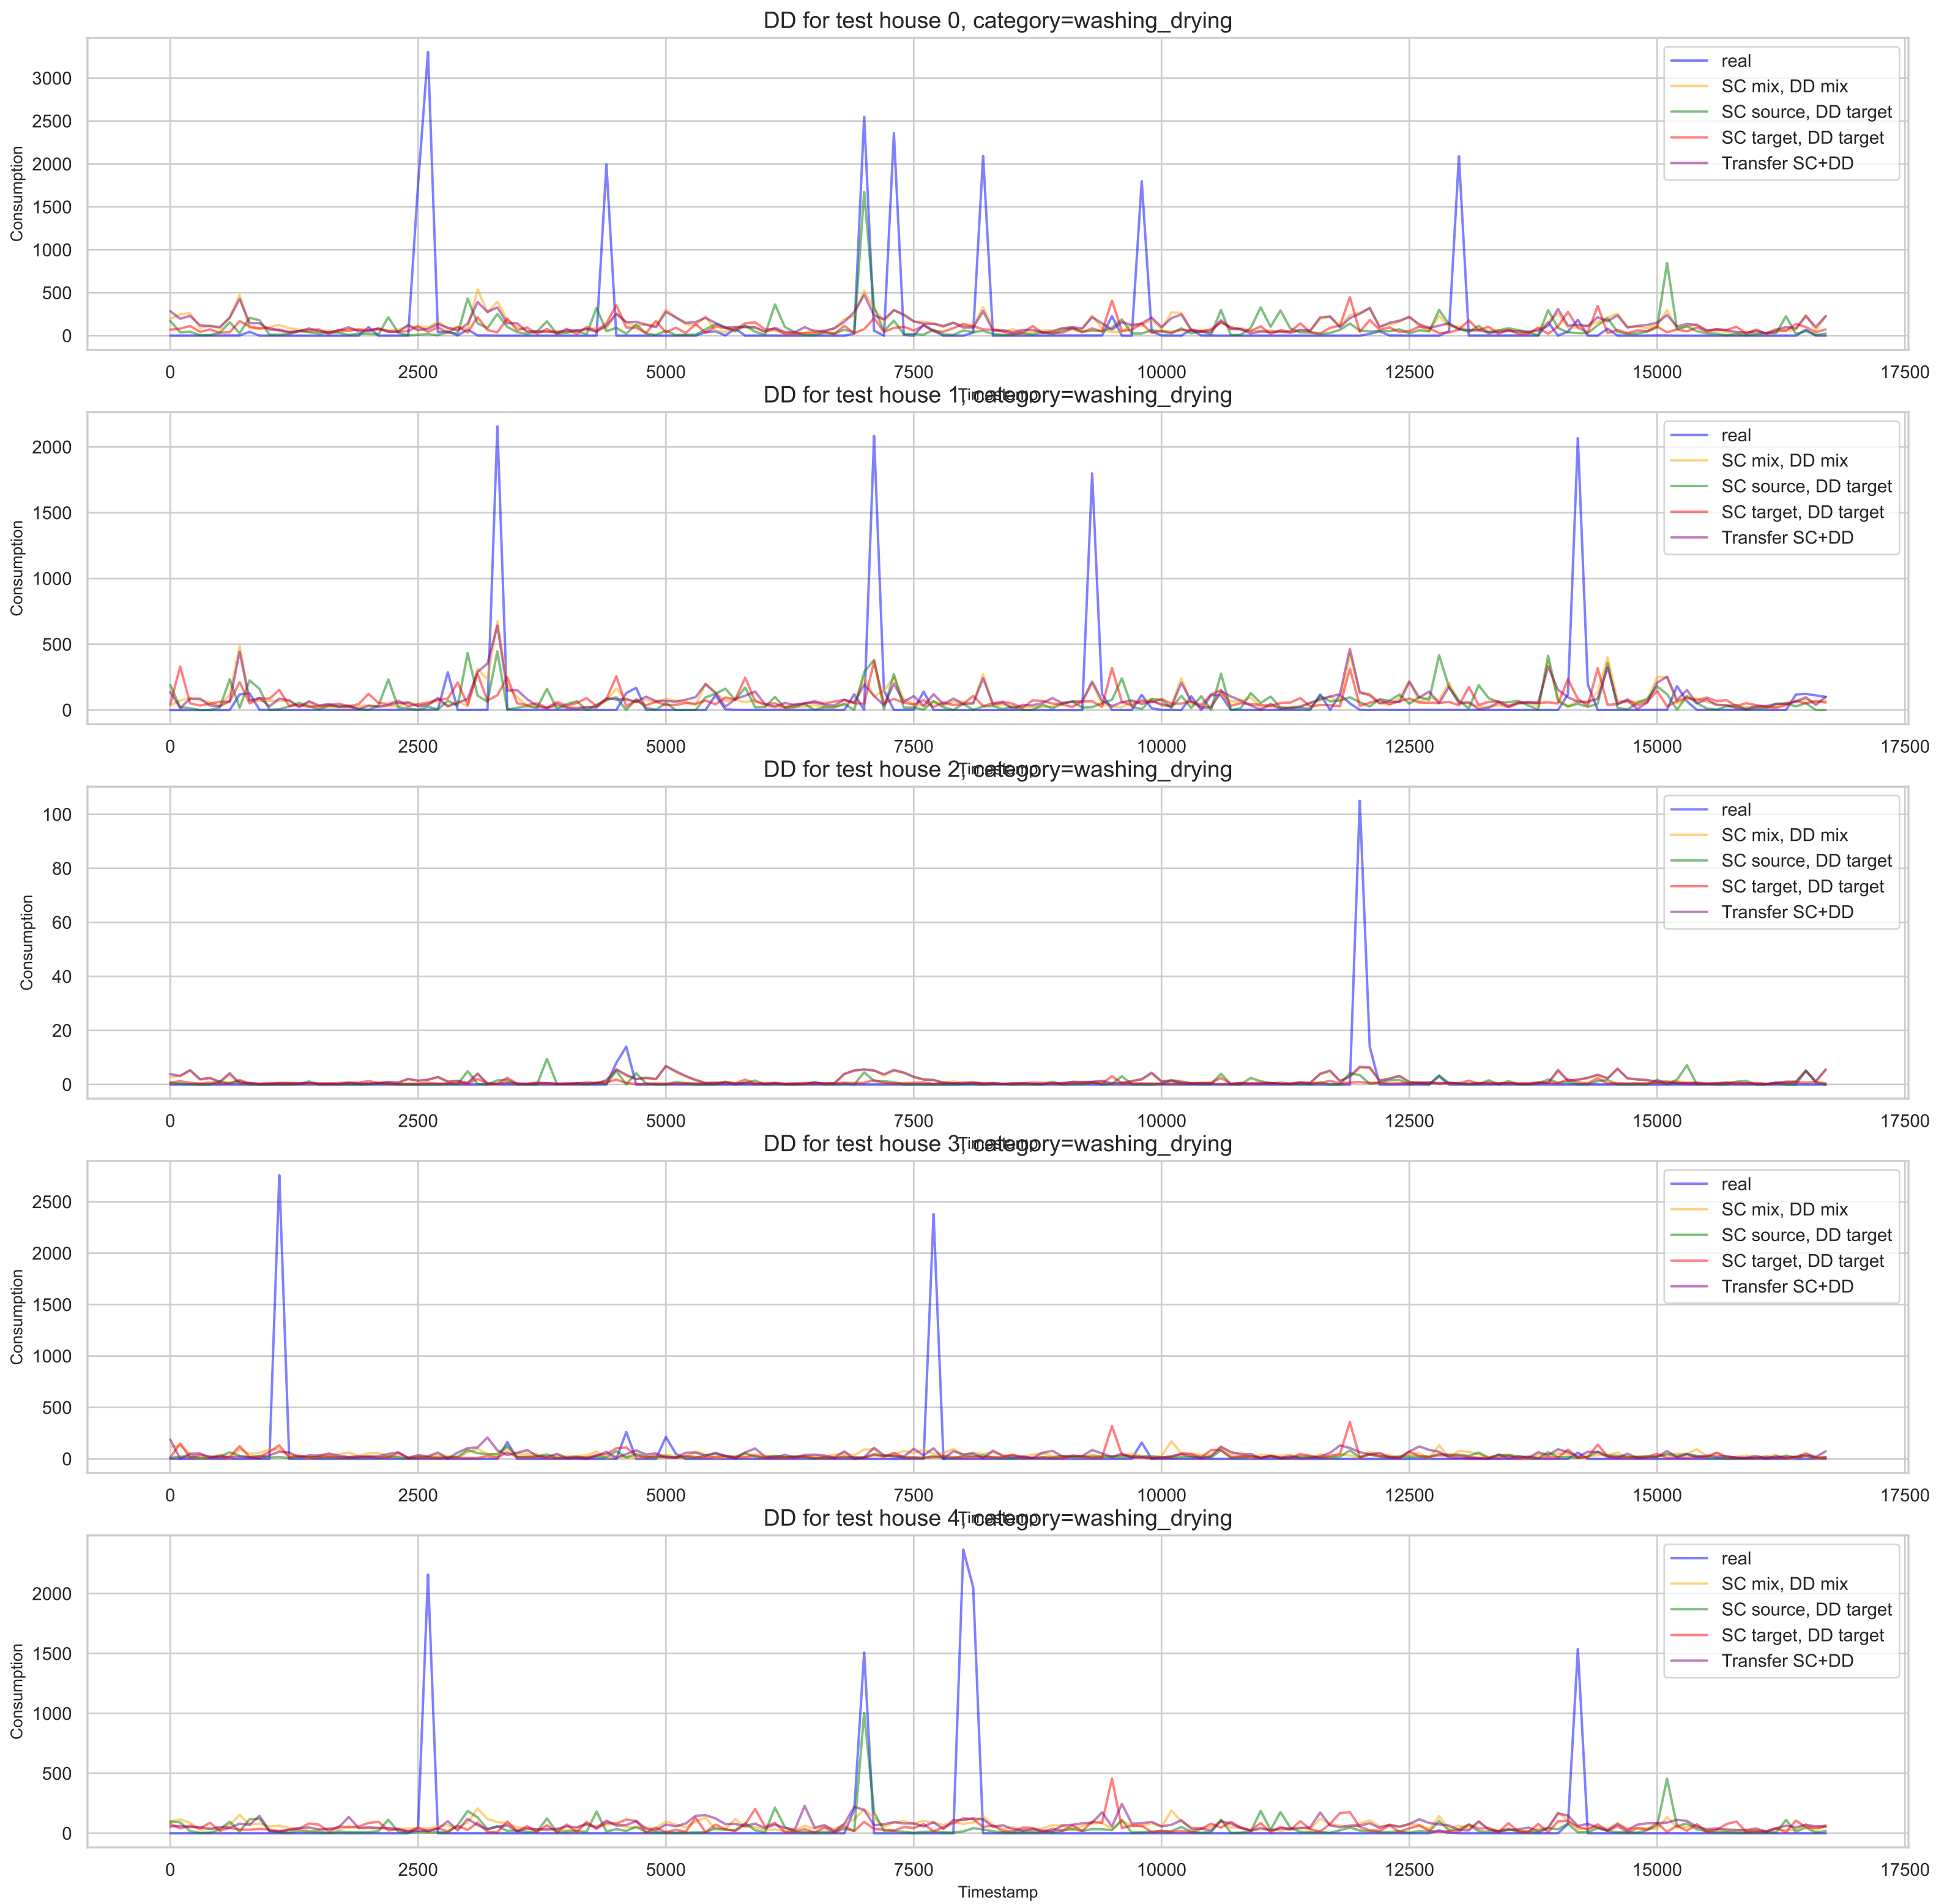 DD for test house 0, category=washing_drying
Consumption
3000
2500
2000
1500
1000
500
0
real
SC mix, DD mix
SC source, DD target
SC target, DD target
Transfer SC+DD
0 2500 5000 7500 10000 12500 15000 17500
Timestamp
DD for test house 1, category=washing_drying
Consumption
2000
1500
1000
500
0
real
SC mix, DD mix
SC source, DD target
SC target, DD target
Transfer SC+DD
0 2500 5000 7500 10000 12500 15000 17500
Timestamp
DD for test house 2, category=washing_drying
Consumption
100
80
60
40
20
0
real
SC mix, DD mix
SC source, DD target
SC target, DD target
Transfer SC+DD
0 2500 5000 7500 10000 12500 15000 17500
Timestamp
DD for test house 3, category=washing_drying
Consumption
2500
2000
1500
1000
500
0
real
SC mix, DD mix
SC source, DD target
SC target, DD target
Transfer SC+DD
0 2500 5000 7500 10000 12500 15000 17500
Timestamp
DD for test house 4, category=washing_drying
Consumption
2000
1500
1000
500
0
real
SC mix, DD mix
SC source, DD target
SC target, DD target
Transfer SC+DD
0 2500 5000 7500 10000 12500 15000 17500
Timestamp